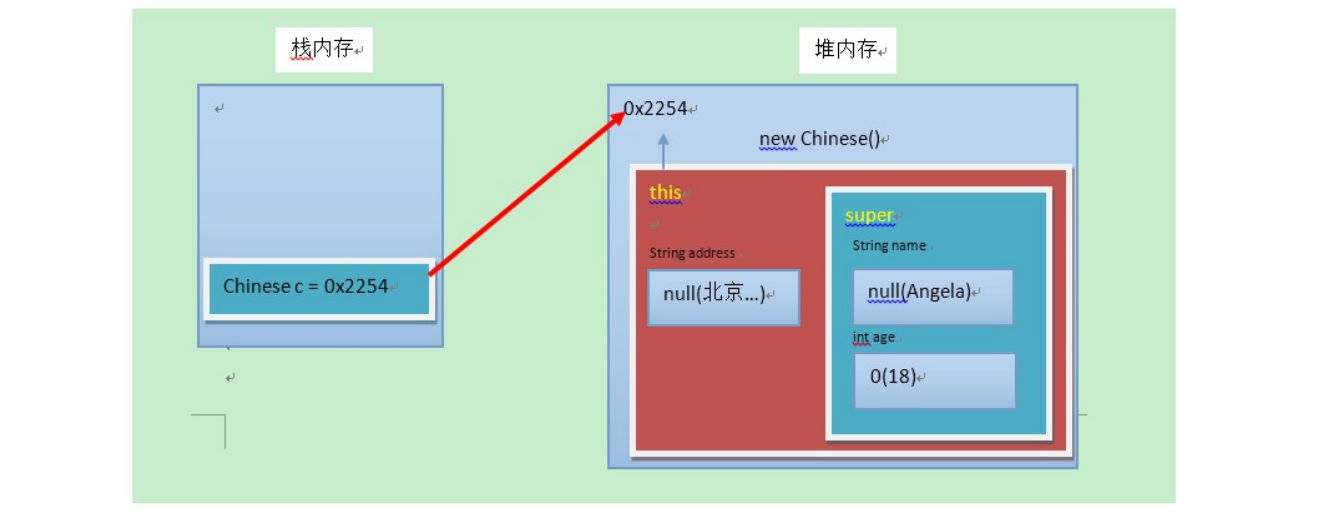 栈内存
堆内存
0x2254
new Chinese()
this
super
String address
String name
null(北京...)
null(Angela)
int age
0(18)
Chinese c = 0x2254